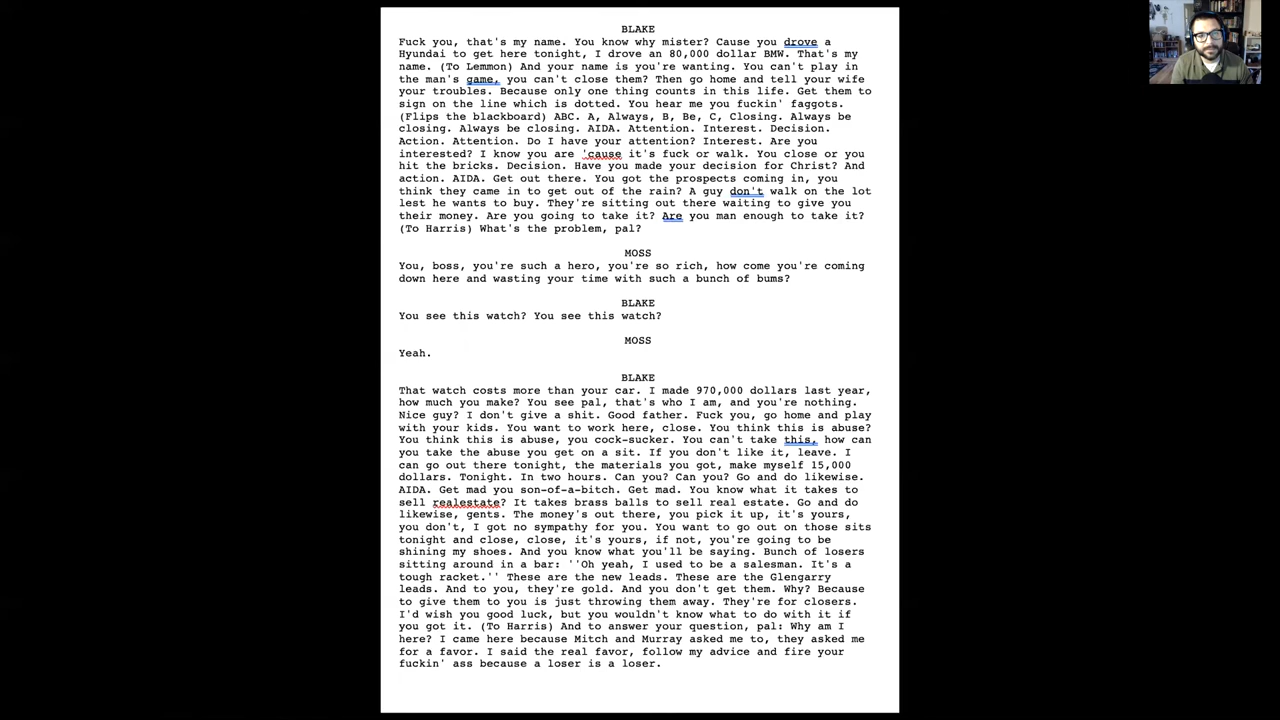 BLAKE
Fuck you, that's my name. You know why mister? Cause you drove a
Hyundai to get here tonight, I drove an 80,000 dollar BMW. That's my
name. (To Lemmon) And your name is you're wanting. You can't play in
the man's game, you can't close them? Then go home and tell your wife
your troubles. Because only one thing counts in this life. Get them to
sign on the line which is dotted. You hear me you fuckin' faggots.
(Flips the blackboard) ABC. A, Always, B, Be, C, Closing. Always be
closing. Always be closing. AIDA. Attention. Interest. Decision.
Action. Attention. Do I have your attention? Interest. Are you
interested? I know you are 'cause it's fuck or walk. You close or you
hit the bricks. Decision. Have you made your decision for Christ? And
action. AIDA. Get out there. You got the prospects coming in, you
think they came in to get out of the rain? A guy don't walk on the lot
lest he wants to buy. They're sitting out there waiting to give you
their money. Are you going to take it? Are you man enough to take it?
(To Harris) What's the problem, pal?
MOSS
You, boss, you're such a hero, you're so rich, how come you're coming
down here and wasting your time with such a bunch of bums?
BLAKE
You see this watch? You see this watch?
MOSS
Yeah.
BLAKE
That watch costs more than your car. I made 970,000 dollars last year,
how much you make? You see pal, that's who I am, and you're nothing.
Nice guy? I don't give a shit. Good father. Fuck you, go home and play
with your kids. You want to work here, close. You think this is abuse?
You think this is abuse, you cock-sucker. You can't take this, how can
you take the abuse you get on a sit. If you don't like it, leave. I
can go out there tonight, the materials you got, make myself 15,000
dollars. Tonight. In two hours. Can you? Can you? Go and do likewise.
AIDA. Get mad you son-of-a-bitch. Get mad. You know what it takes to
sell realestate? It takes brass balls to sell real estate. Go and do
likewise, gents. The money's out there, you pick it up, it's yours,
you don't, I got no sympathy for you. You want to go out on those sits
tonight and close, close, it's yours, if not, you're going to be
shining my shoes. And you know what you'll be saying. Bunch of losers
sitting around in a bar: ''Oh yeah, I used to be a salesman. It's a
tough racket.'' These are the new leads. These are the Glengarry
leads. And to you, they're gold. And you don't get them. Why? Because
to give them to you is just throwing them away. They're for closers.
I'd wish you good luck, but you wouldn't know what to do with it if
you got it. (To Harris) And to answer your question, pal: Why am I
here? I came here because Mitch and Murray asked me to, they asked me
for a favor. I said the real favor, follow my advice and fire your
fuckin' ass because a loser is a loser.